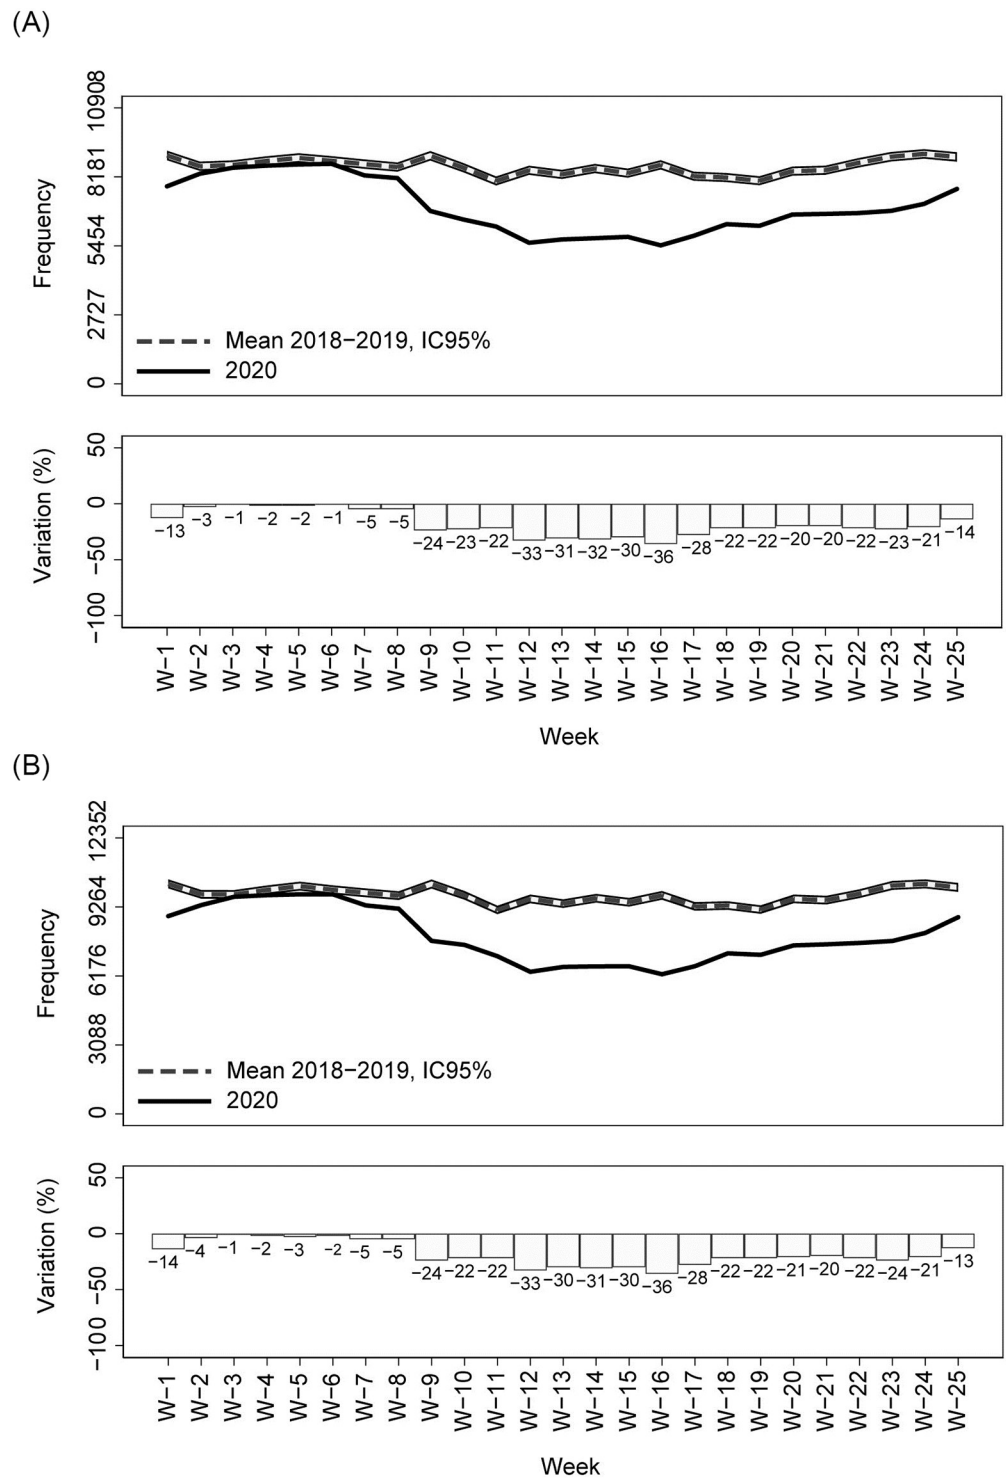 (A)
10908
8181
5454
2727
0
Frequency
Mean 2018−2019, IC95%
2020
50
0
−50
−100
Variation (%)
−13 −3 −1 −2 −2 −1 −5 −5 −24 −23 −22 −33 −31 −32 −30 −36 −28 −22 −22 −20 −20 −22 −23 −21 −14
W−1 W−2 W−3 W−4 W−5 W−6 W−7 W−8 W−9 W−10 W−11 W−12 W−13 W−14 W−15 W−16 W−17 W−18 W−19 W−20 W−21 W−22 W−23 W−24 W−25
Week
(B)
12352
9264
6176
3088
0
Frequency
Mean 2018−2019, IC95%
2020
50
0
−50
−100
Variation (%)
−14 −4 −1 −2 −3 −2 −5 −5 −24 −22 −22 −33 −30 −31 −30 −36 −28 −22 −22 −21 −20 −22 −24 −21 −13
W−1 W−2 W−3 W−4 W−5 W−6 W−7 W−8 W−9 W−10 W−11 W−12 W−13 W−14 W−15 W−16 W−17 W−18 W−19 W−20 W−21 W−22 W−23 W−24 W−25
Week